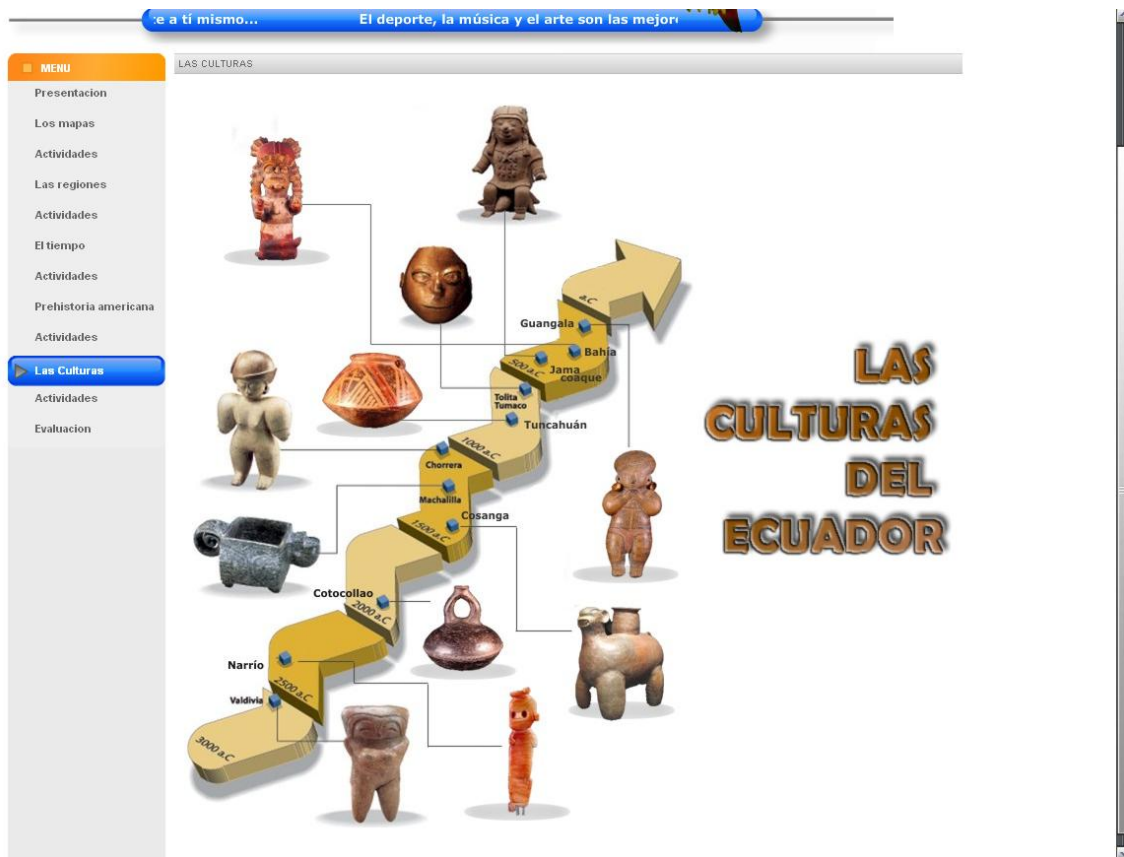 e a tí mismo...
El deporte, la música y el arte son las mejor
MENU
Presentacion
Los mapas
Actividades
Las regiones
Actividades
El tiempo
Actividades
Prehistoria americana
Actividades
Las Culturas
Actividades
Evaluacion
LAS CULTURAS
a.C
Guangala
Bahía
500 a.C
Jama
coaque
Tolita
Tumaco
Tuncahuán
1000 a.C
Chorrera
Machalilla
Cosanga
1500 a.C
Cotocollao
2000 a.C
Narrío
2500 a.C
Valdivia
3000 a.C
LAS
CULTURAS
DEL
ECUADOR